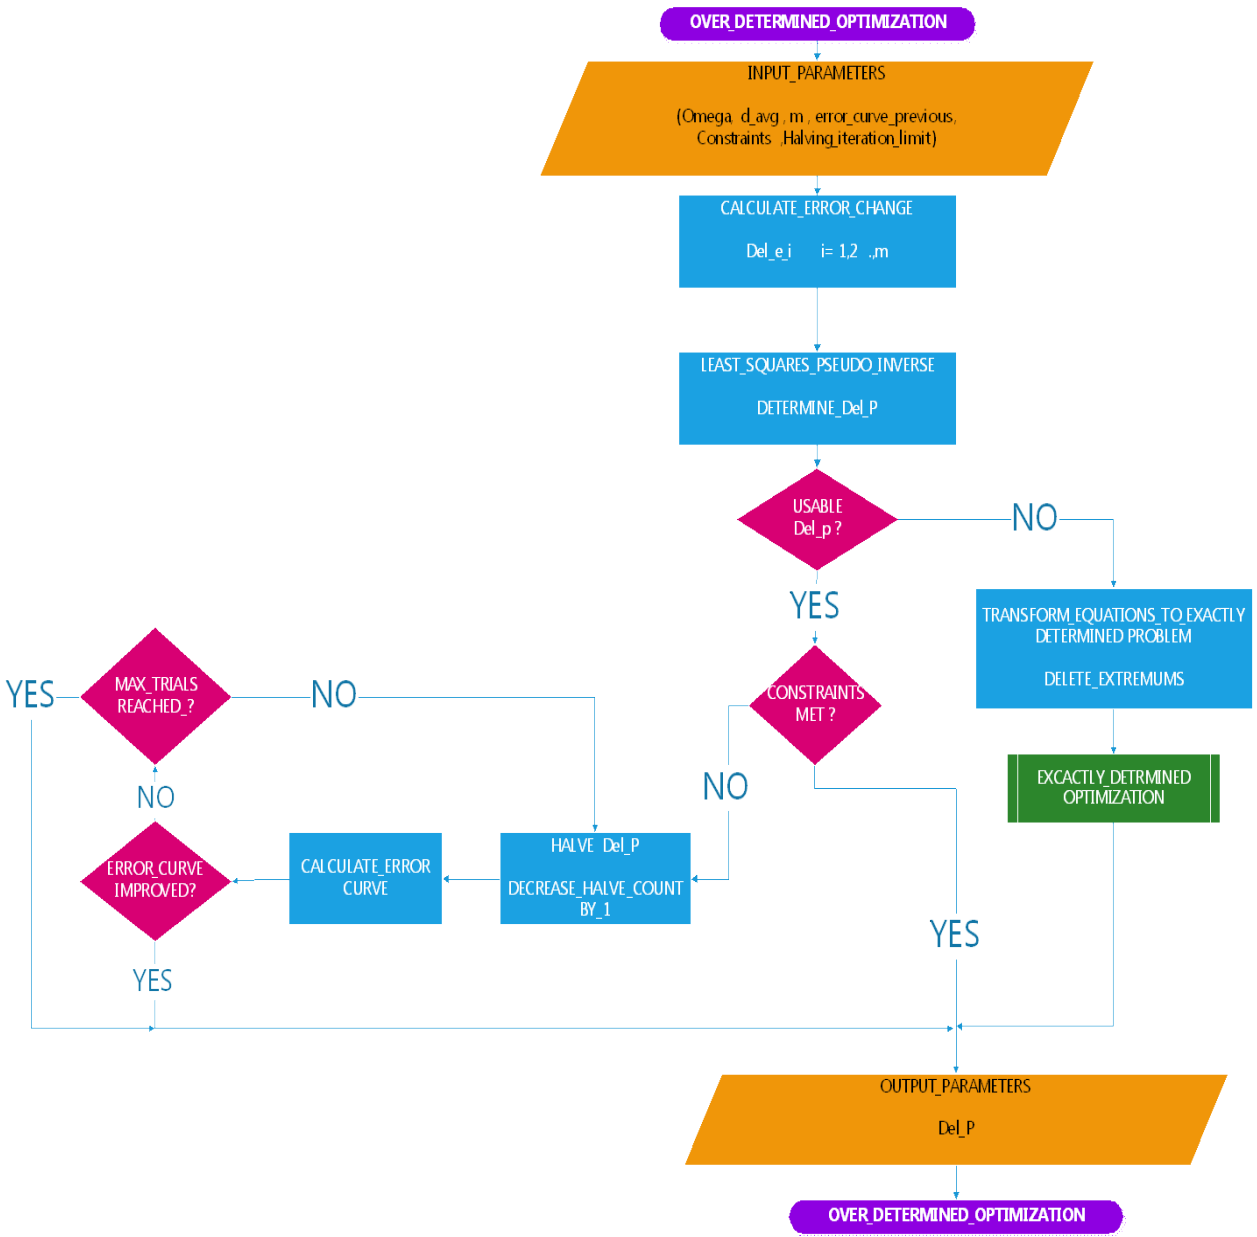 OVER_DETERMINED_OPTIMIZATION
INPUT_PARAMETERS
(Omega, d_avg , m , error_curve_previous,
Constraints ,Halving_iteration_limit)
CALCULATE_ERROR_CHANGE
Del_e_i i= 1,2 .,m
LEAST_SQUARES_PSEUDO_INVERSE
DETERMINE_Del_P
USABLE
Del_p ?
NO
YES
TRANSFORM_EQUATIONS_TO_EXACTLY
DETERMINED PROBLEM
DELETE_EXTREMUMS
MAX_TRIALS
REACHED_?
YES
NO
CONSTRAINTS
MET ?
NO
EXCACTLY_DETRMINED
OPTIMIZATION
NO
HALVE Del_P
DECREASE_HALVE_COUNT
BY_1
CALCULATE_ERROR
CURVE
ERROR_CURVE
IMPROVED?
YES
YES
OUTPUT_PARAMETERS
Del_P
OVER_DETERMINED_OPTIMIZATION